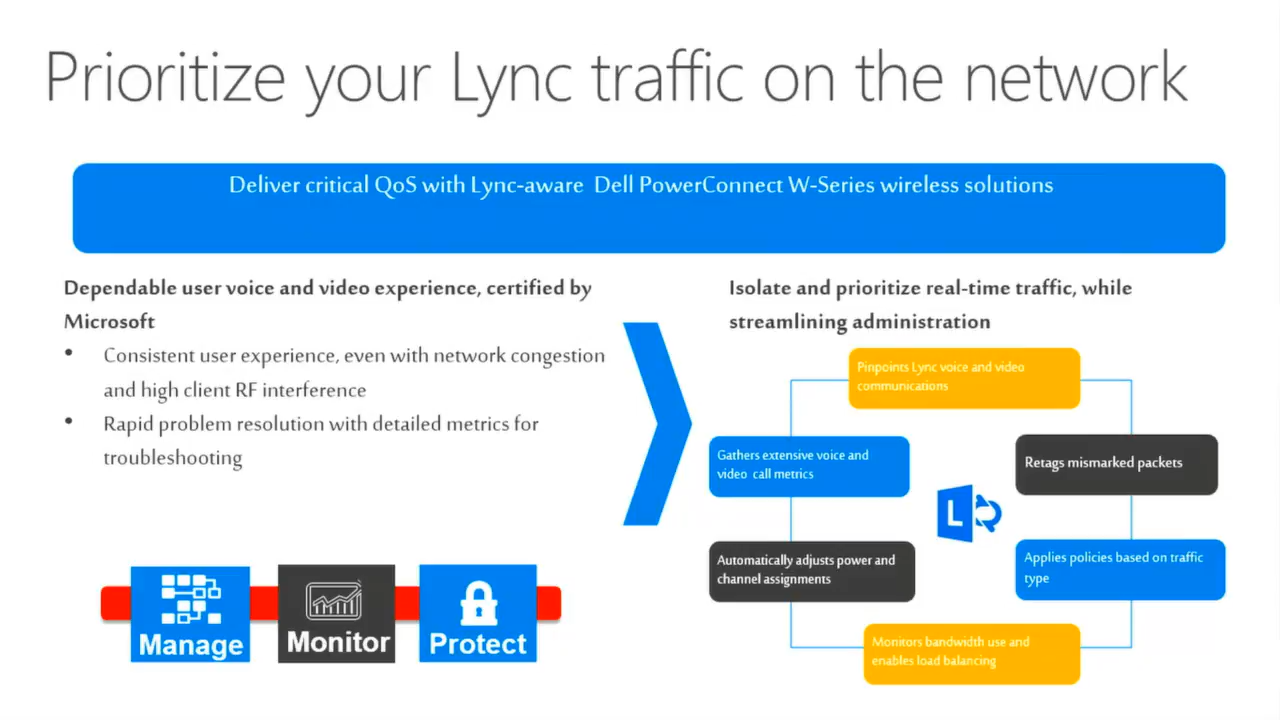 Prioritize your Lync traffic on the network
Deliver critical QoS with Lync-aware Dell PowerConnect W-Series wireless solutions
Dependable user voice and video experience, certified by
Microsoft
• Consistent user experience, even with network congestion
and high client RF interference
• Rapid problem resolution with detailed metrics for
troubleshooting
Manage
Monitor
Protect
Isolate and prioritize real-time traffic, while
streamlining administration
Pinpoints Lync voice and video
communications
Gathers extensive voice and
video call metrics
Retags mismarked packets
L
Automatically adjusts power and
channel assignments
Applies policies based on traffic
type
Monitors bandwidth use and
enables load balancing